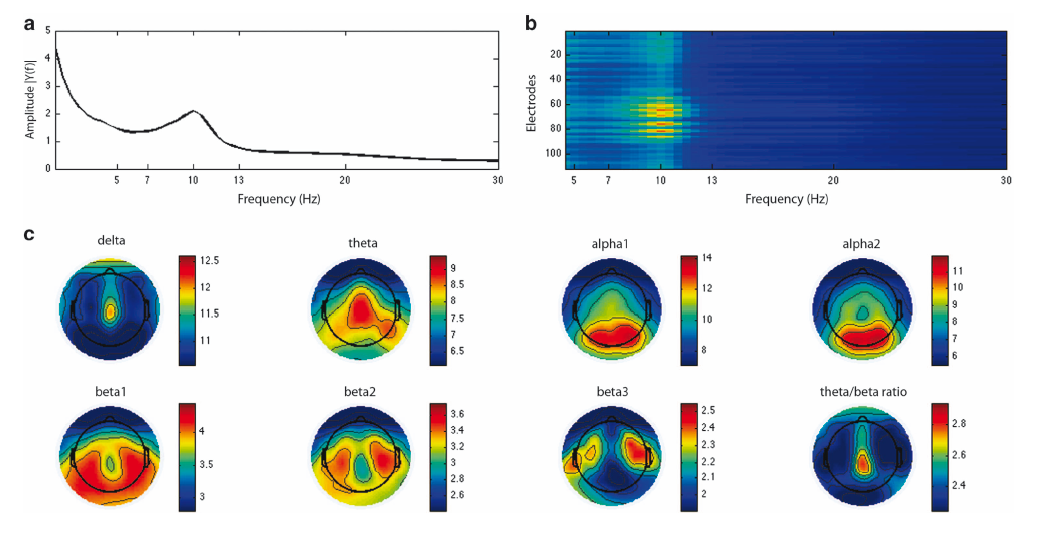 a
b
5
4
3
2
1
0
Amplitude |Y(f)|
5 7 10 13 20 30
Frequency (Hz)
20
40
60
80
100
Electrodes
5 7 10 13 20 30
Frequency (Hz)
c
delta
12.5
12
11.5
11
theta
9
8.5
8
7.5
7
6.5
alpha1
14
12
10
8
alpha2
11
10
9
8
7
6
beta1
4
3.5
3
beta2
3.6
3.4
3.2
3
2.8
2.6
beta3
2.5
2.4
2.3
2.2
2.1
2
theta/beta ratio
2.8
2.6
2.4